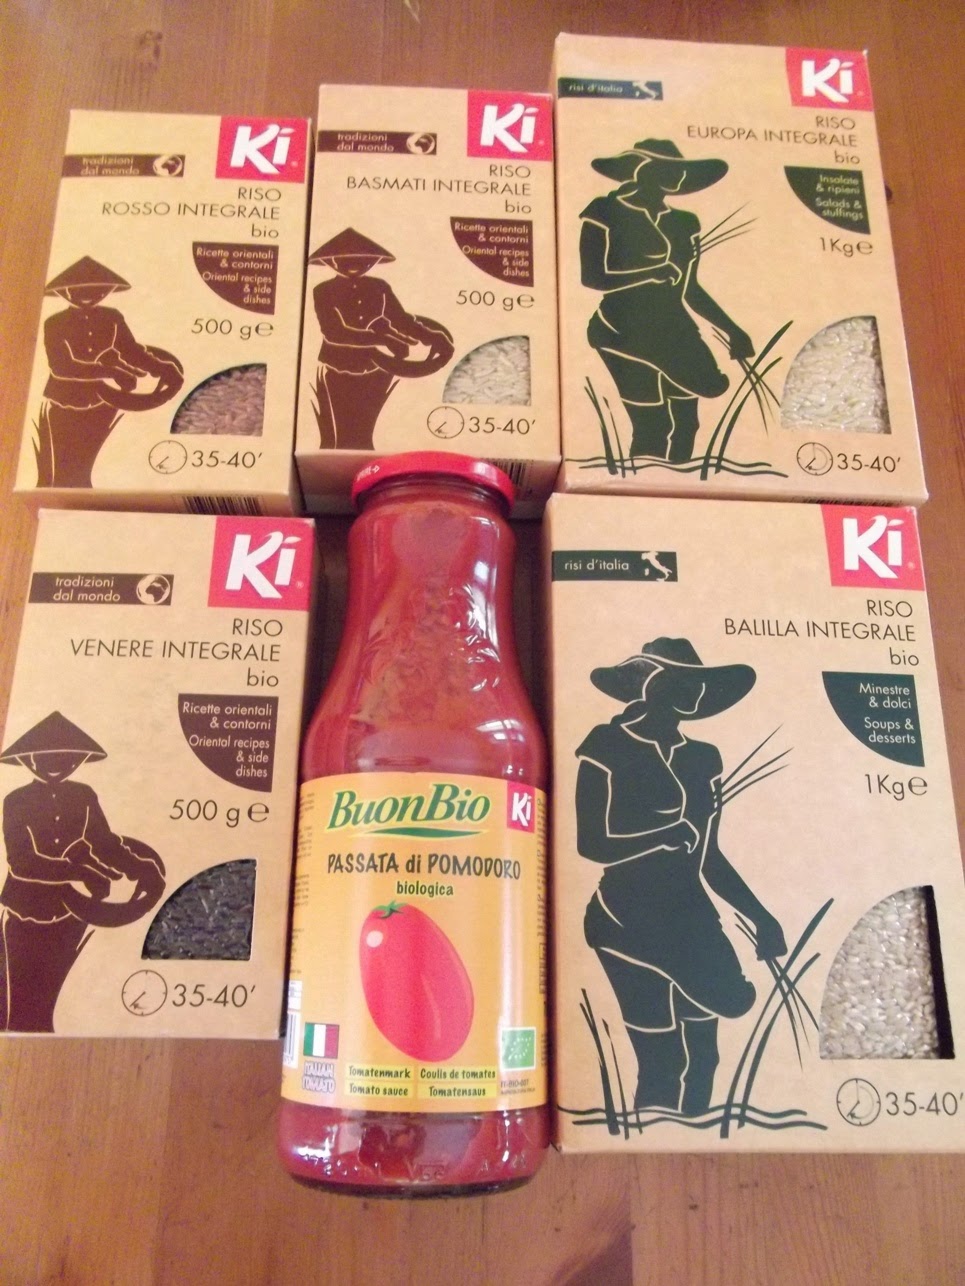 tradizioni
dal mondo
Ki
RISO
ROSSO INTEGRALE
bio
Ricette orientali
& contorni
Oriental recipes
& side
dishes
500 g e
35-40'
tradizioni
dal mondo
Ki
RISO
BASMATI INTEGRALE
bio
Ricette orientali
& contorni
Oriental recipes
& side
dishes
500 g e
35-40'
risi d'italia
Ki
RISO
EUROPA INTEGRALE
bio
Insalate
& ripieni
Salads &
stuffings
1Kg e
35-40'
tradizioni
dal mondo
Ki
RISO
VENERE INTEGRALE
bio
Ricette orientali
& contorni
Oriental recipes
& side
dishes
500 g e
35-40'
BuonBio
Ki
PASSATA di POMODORO
biologica
ITALIAN
TOMATO
Tomatenmark
Coulis de tomates
Tomato sauce
Tomatensaus
risi d'italia
Ki
RISO
BALILLA INTEGRALE
bio
Minestre
& dolci
Soups &
desserts
1Kg e
35-40'